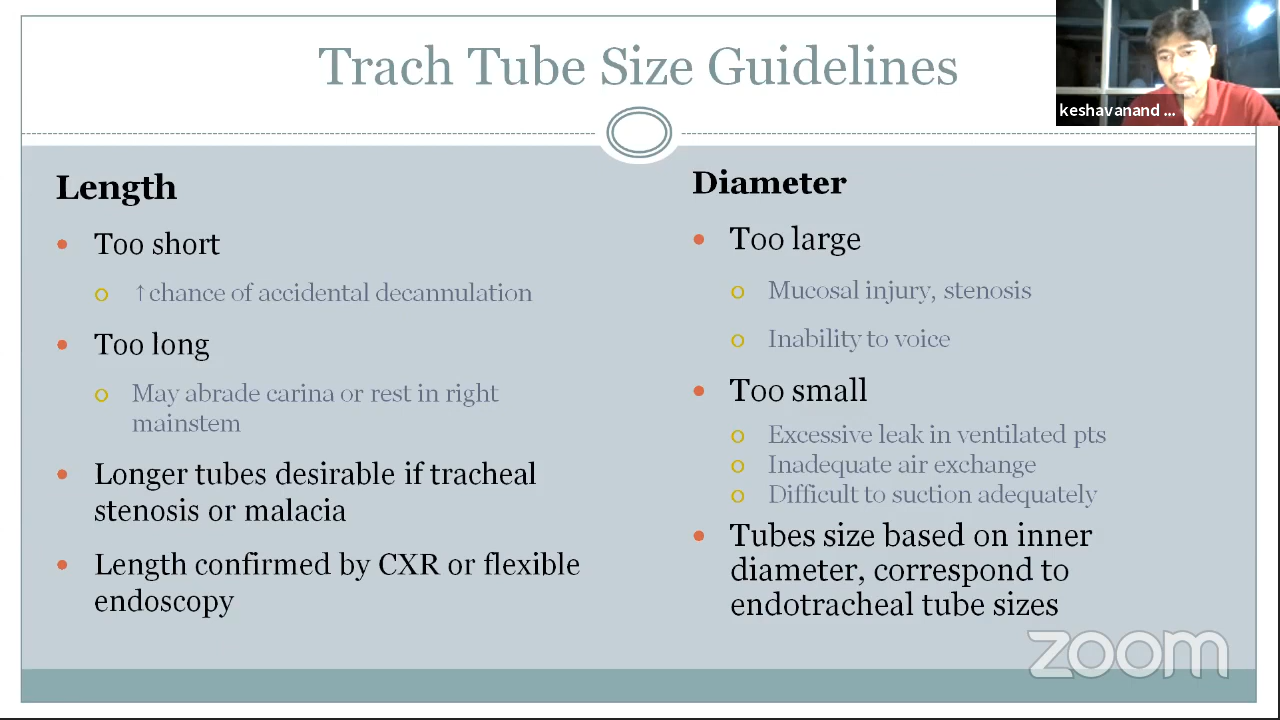 Trach Tube Size Guidelines
keshavanand ...
Length
• Too short
o ↑chance of accidental decannulation
• Too long
o May abrade carina or rest in right
mainstem
• Longer tubes desirable if tracheal
stenosis or malacia
• Length confirmed by CXR or flexible
endoscopy
Diameter
• Too large
o Mucosal injury, stenosis
o Inability to voice
• Too small
o Excessive leak in ventilated pts
o Inadequate air exchange
o Difficult to suction adequately
• Tubes size based on inner
diameter, correspond to
endotracheal tube sizes
zoom